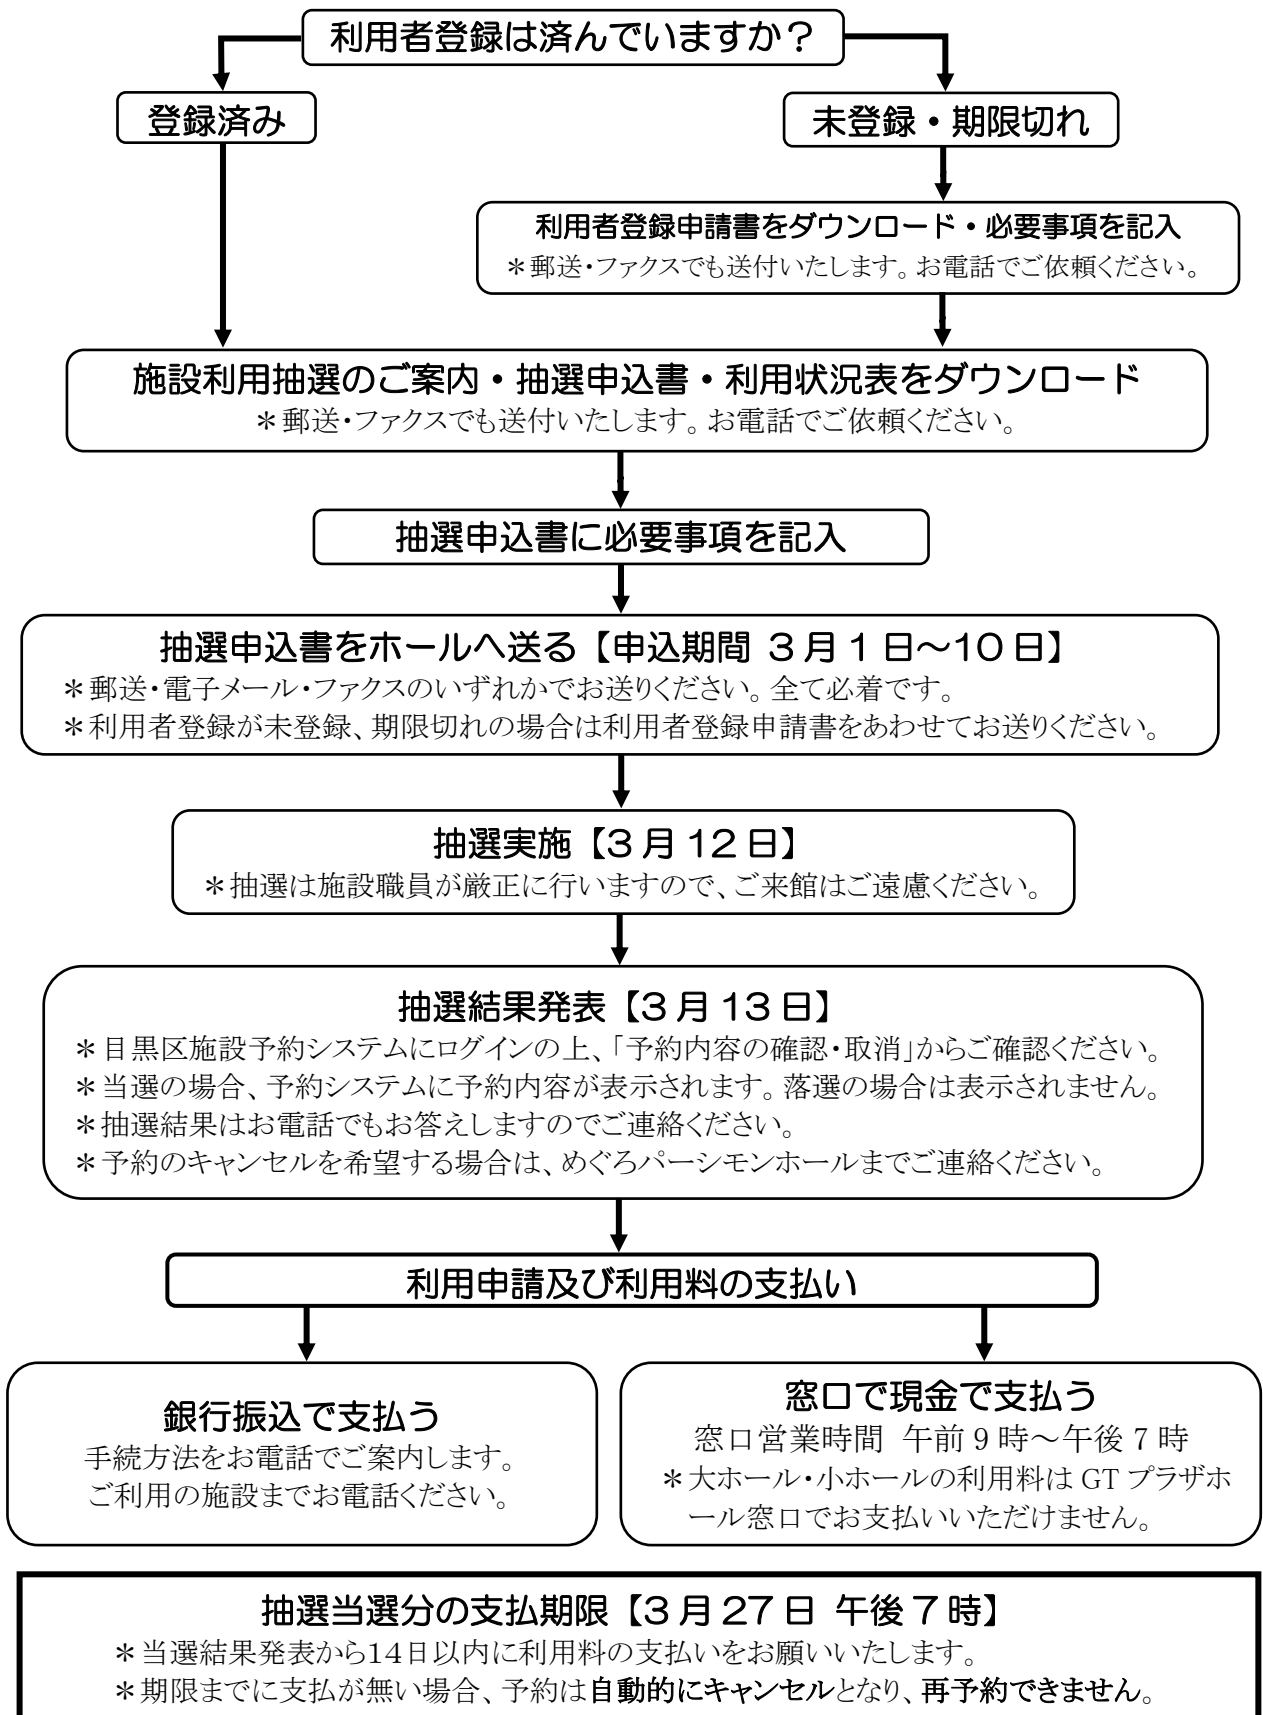 利用者登録は済んでいますか？
登録済み
未登録・期限切れ
利用者登録申請書をダウンロード・必要事項を記入
＊郵送・ファクスでも送付いたします。お電話でご依頼ください。
施設利用抽選のご案内・抽選申込書・利用状況表をダウンロード
＊郵送・ファクスでも送付いたします。お電話でご依頼ください。
抽選申込書に必要事項を記入
抽選申込書をホールへ送る【申込期間 ３月１日～10日】
＊郵送・電子メール・ファクスのいずれかでお送りください。全て必着です。
＊利用者登録が未登録、期限切れの場合は利用者登録申請書をあわせてお送りください。
抽選実施【3月12日】
＊抽選は施設職員が厳正に行いますので、ご来館はご遠慮ください。
抽選結果発表【3月13日】
＊目黒区施設予約システムにログインの上、「予約内容の確認・取消」からご確認ください。
＊当選の場合、予約システムに予約内容が表示されます。落選の場合は表示されません。
＊抽選結果はお電話でもお答えしますのでご連絡ください。
＊予約のキャンセルを希望する場合は、めぐろパーシモンホールまでご連絡ください。
利用申請及び利用料の支払い
銀行振込で支払う
手続方法をお電話でご案内します。
ご利用の施設までお電話ください。
窓口で現金で支払う
窓口営業時間 午前9時～午後7時
＊大ホール・小ホールの利用料は GT プラザホ
ール窓口でお支払いいただけません。
抽選当選分の支払期限【3月27日 午後7時】
＊当選結果発表から14日以内に利用料の支払いをお願いいたします。
＊期限までに支払が無い場合、予約は自動的にキャンセルとなり、再予約できません。